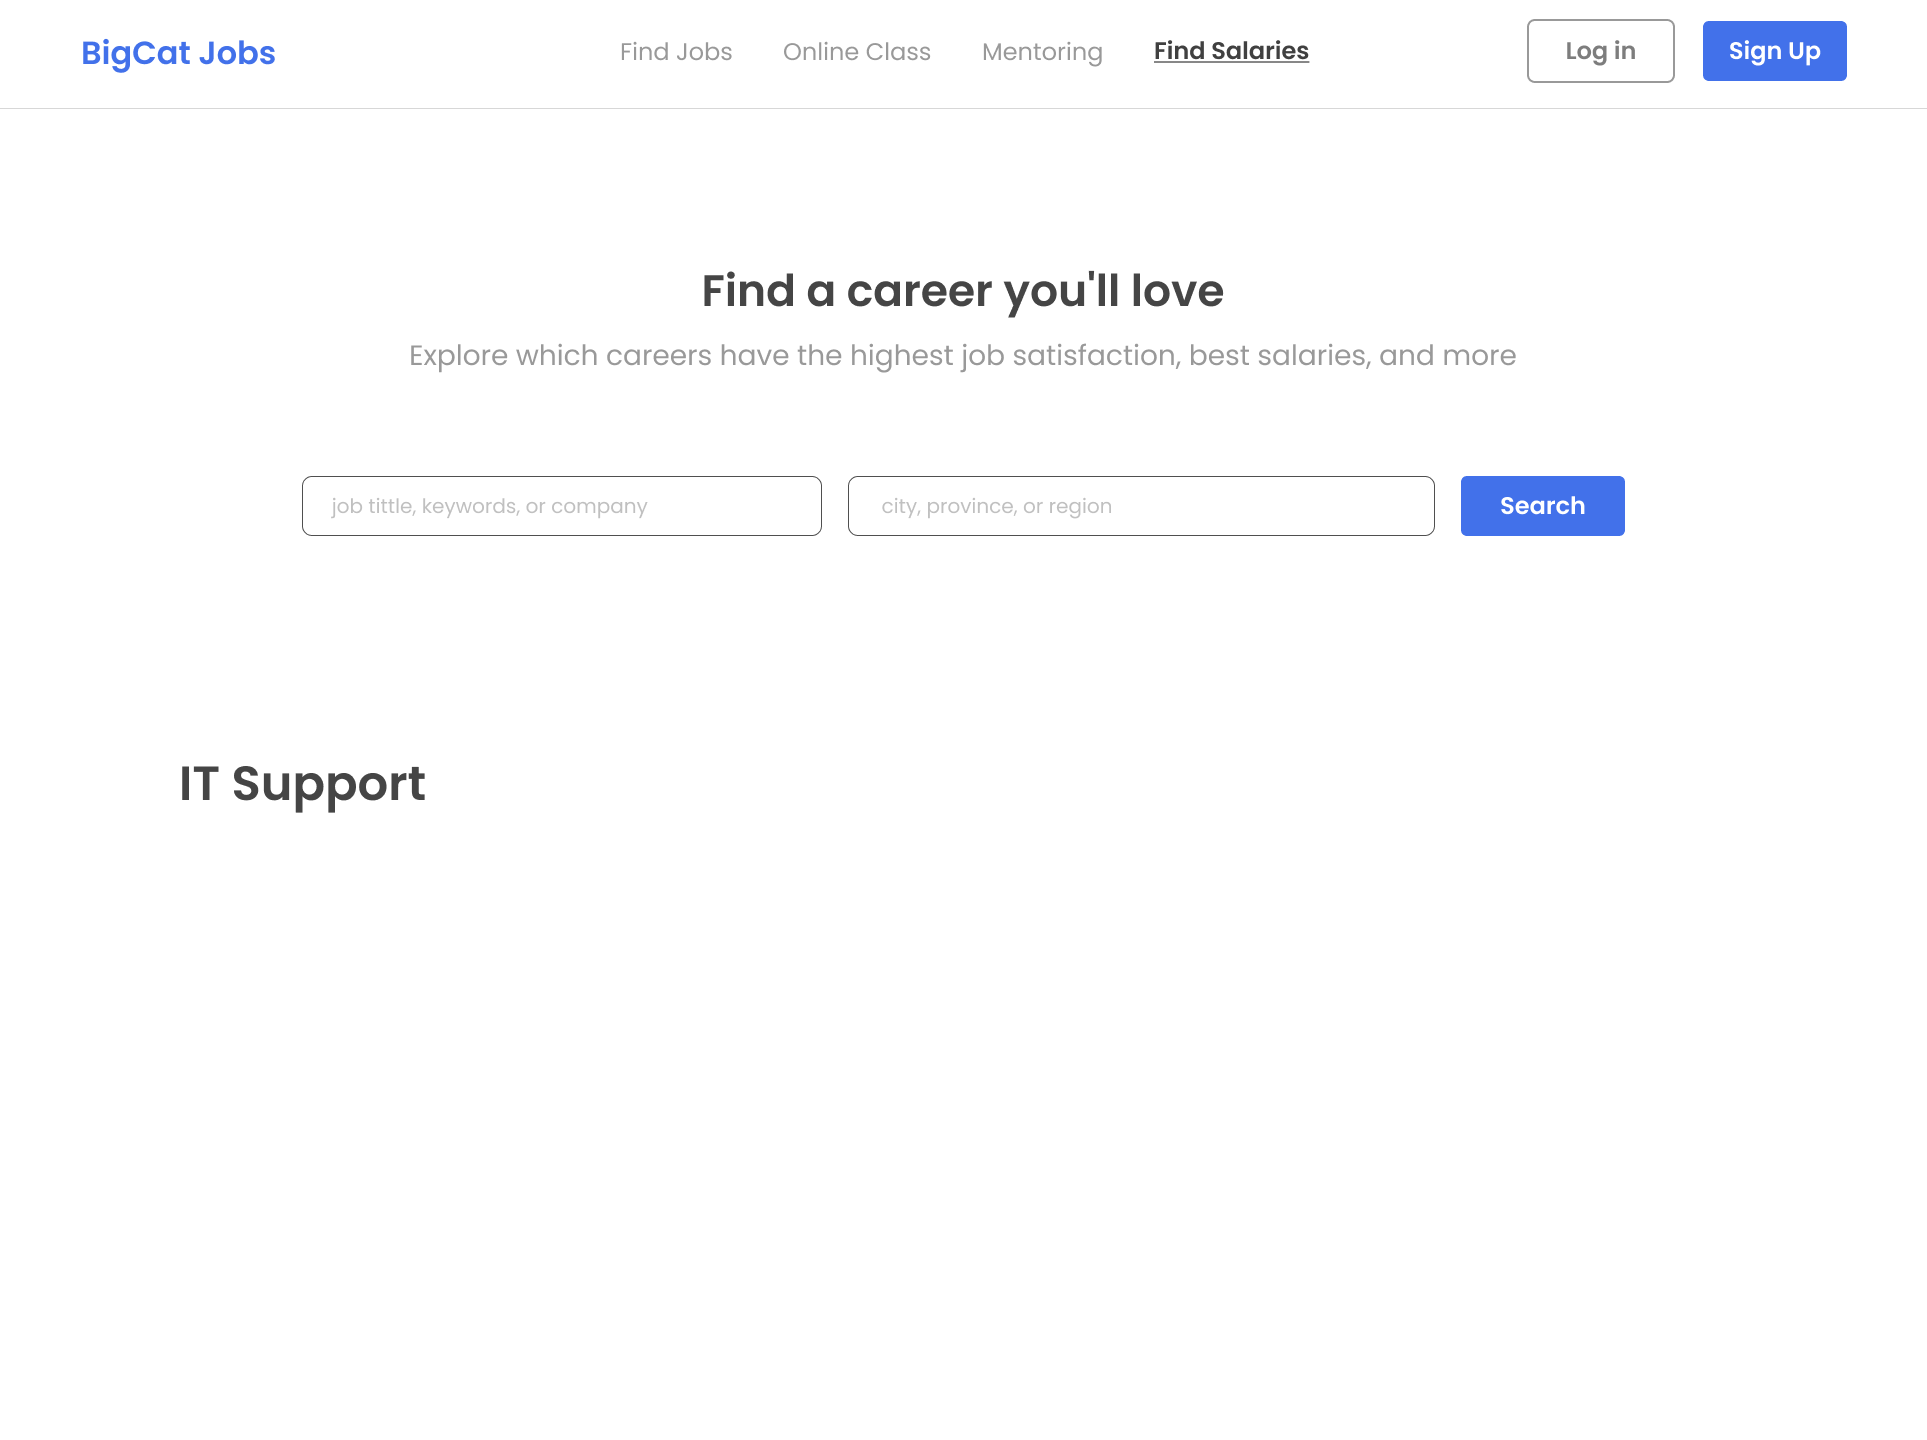 BigCat Jobs
Find Jobs
Online Class
Mentoring
Find Salaries
Log in
Sign Up
Find a career you'll love
Explore which careers have the highest job satisfaction, best salaries, and more
job tittle, keywords, or company
city, province, or region
Search
IT Support